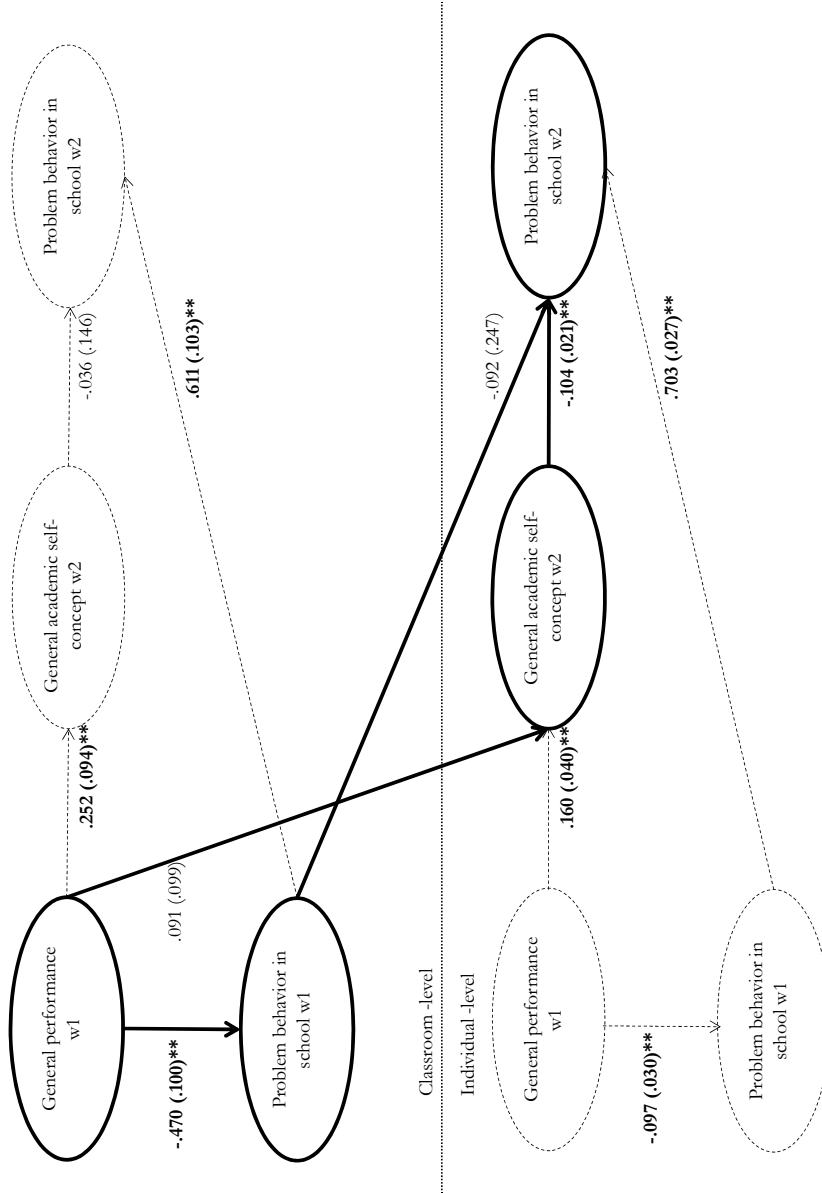 General performance
w1
-.470 (.100)**
Problem behavior in
school w1
.252 (.094)**
.091 (.099)
General academic self-
concept w2
-.036 (.146)
Problem behavior in
school w2
.611 (.103)**
Classroom -level
Individual -level
General performance
w1
-.097 (.030)**
Problem behavior in
school w1
.160 (.040)**
General academic self-
concept w2
-.092 (.247)
-.104 (.021)**
Problem behavior in
school w2
.703 (.027)**